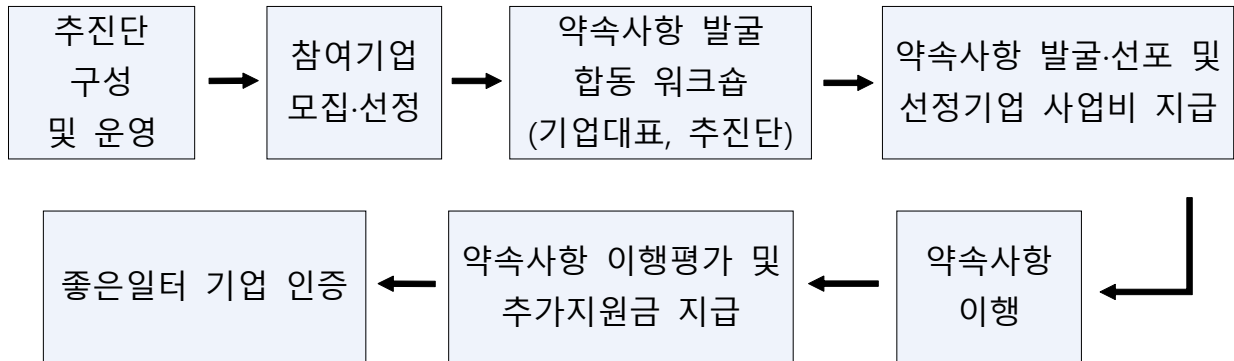 추진단
구성
및 운영
참여기업
모집·선정
약속사항 발굴
합동 워크숍
(기업대표, 추진단)
약속사항 발굴·선포 및
선정기업 사업비 지급
약속사항
이행
약속사항 이행평가 및
추가지원금 지급
좋은일터 기업 인증